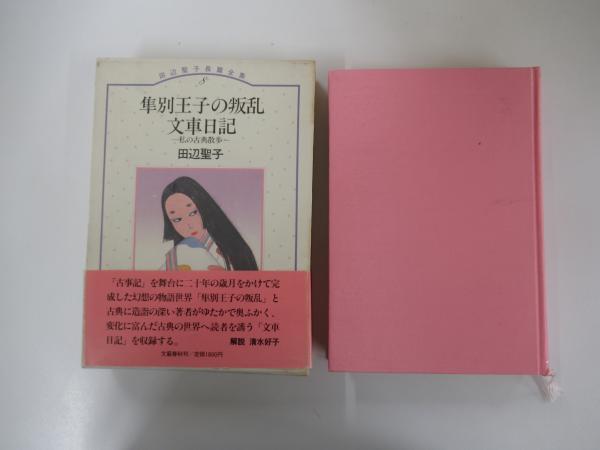 田辺聖子長篇全集
8
隼別王子の叛乱
文車日記
—私の古典散歩—
田辺聖子
「古事記」を舞台に二十年の歳月をかけて完
成した幻想の物語世界「隼別王子の叛乱」と
古典に造詣の深い著者がゆたかで奥ふかく、
変化に富んだ古典の世界へ読者を誘う「文車
日記」を収録する。
解説 清水好子
文藝春秋刊／定価1800円